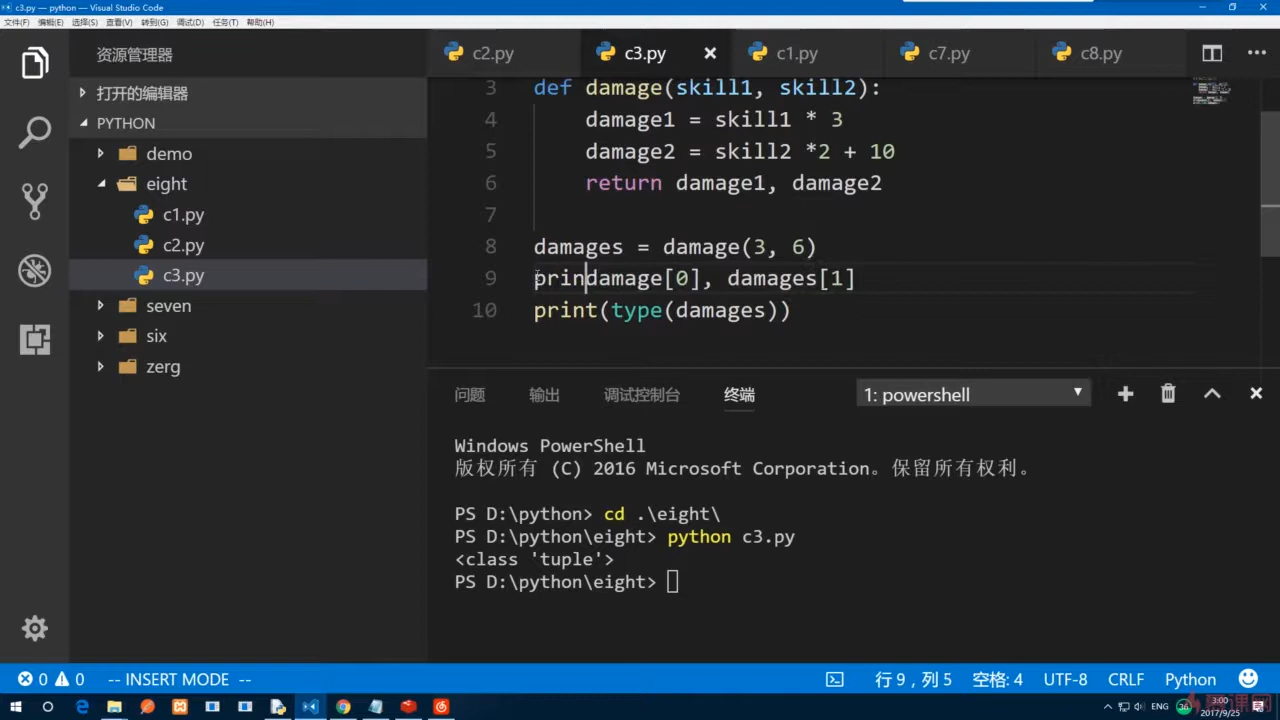 c3.py — python — Visual Studio Code
文件(F) 编辑(E) 选择(S) 查看(V) 转到(G) 调试(D) 任务(T) 帮助(H)
资源管理器
c2.py c3.py c1.py c7.py c8.py
打开的编辑器
PYTHON
demo
eight
c1.py
c2.py
c3.py
seven
six
zerg
3 def damage(skill1, skill2):
4 damage1 = skill1 * 3
5 damage2 = skill2 *2 + 10
6 return damage1, damage2
7
8 damages = damage(3, 6)
9 prindamage[0], damages[1]
10 print(type(damages))
问题 输出 调试控制台 终端 1: powershell
Windows PowerShell
版权所有 (C) 2016 Microsoft Corporation。保留所有权利。
PS D:\python> cd .\eight\
PS D:\python\eight> python c3.py
<class 'tuple'>
PS D:\python\eight>
0 0 -- INSERT MODE -- 行 9，列 5 空格: 4 UTF-8 CRLF Python
ENG 36 3:00
2017/9/25